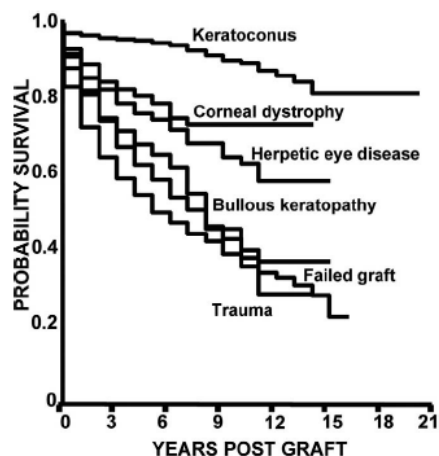 1.0
0.8
0.6
0.4
0.2
0
PROBABILITY SURVIVAL
Keratoconus
Corneal dystrophy
Herpetic eye disease
Bullous keratopathy
Failed graft
Trauma
0 3 6 9 12 15 18 21
YEARS POST GRAFT